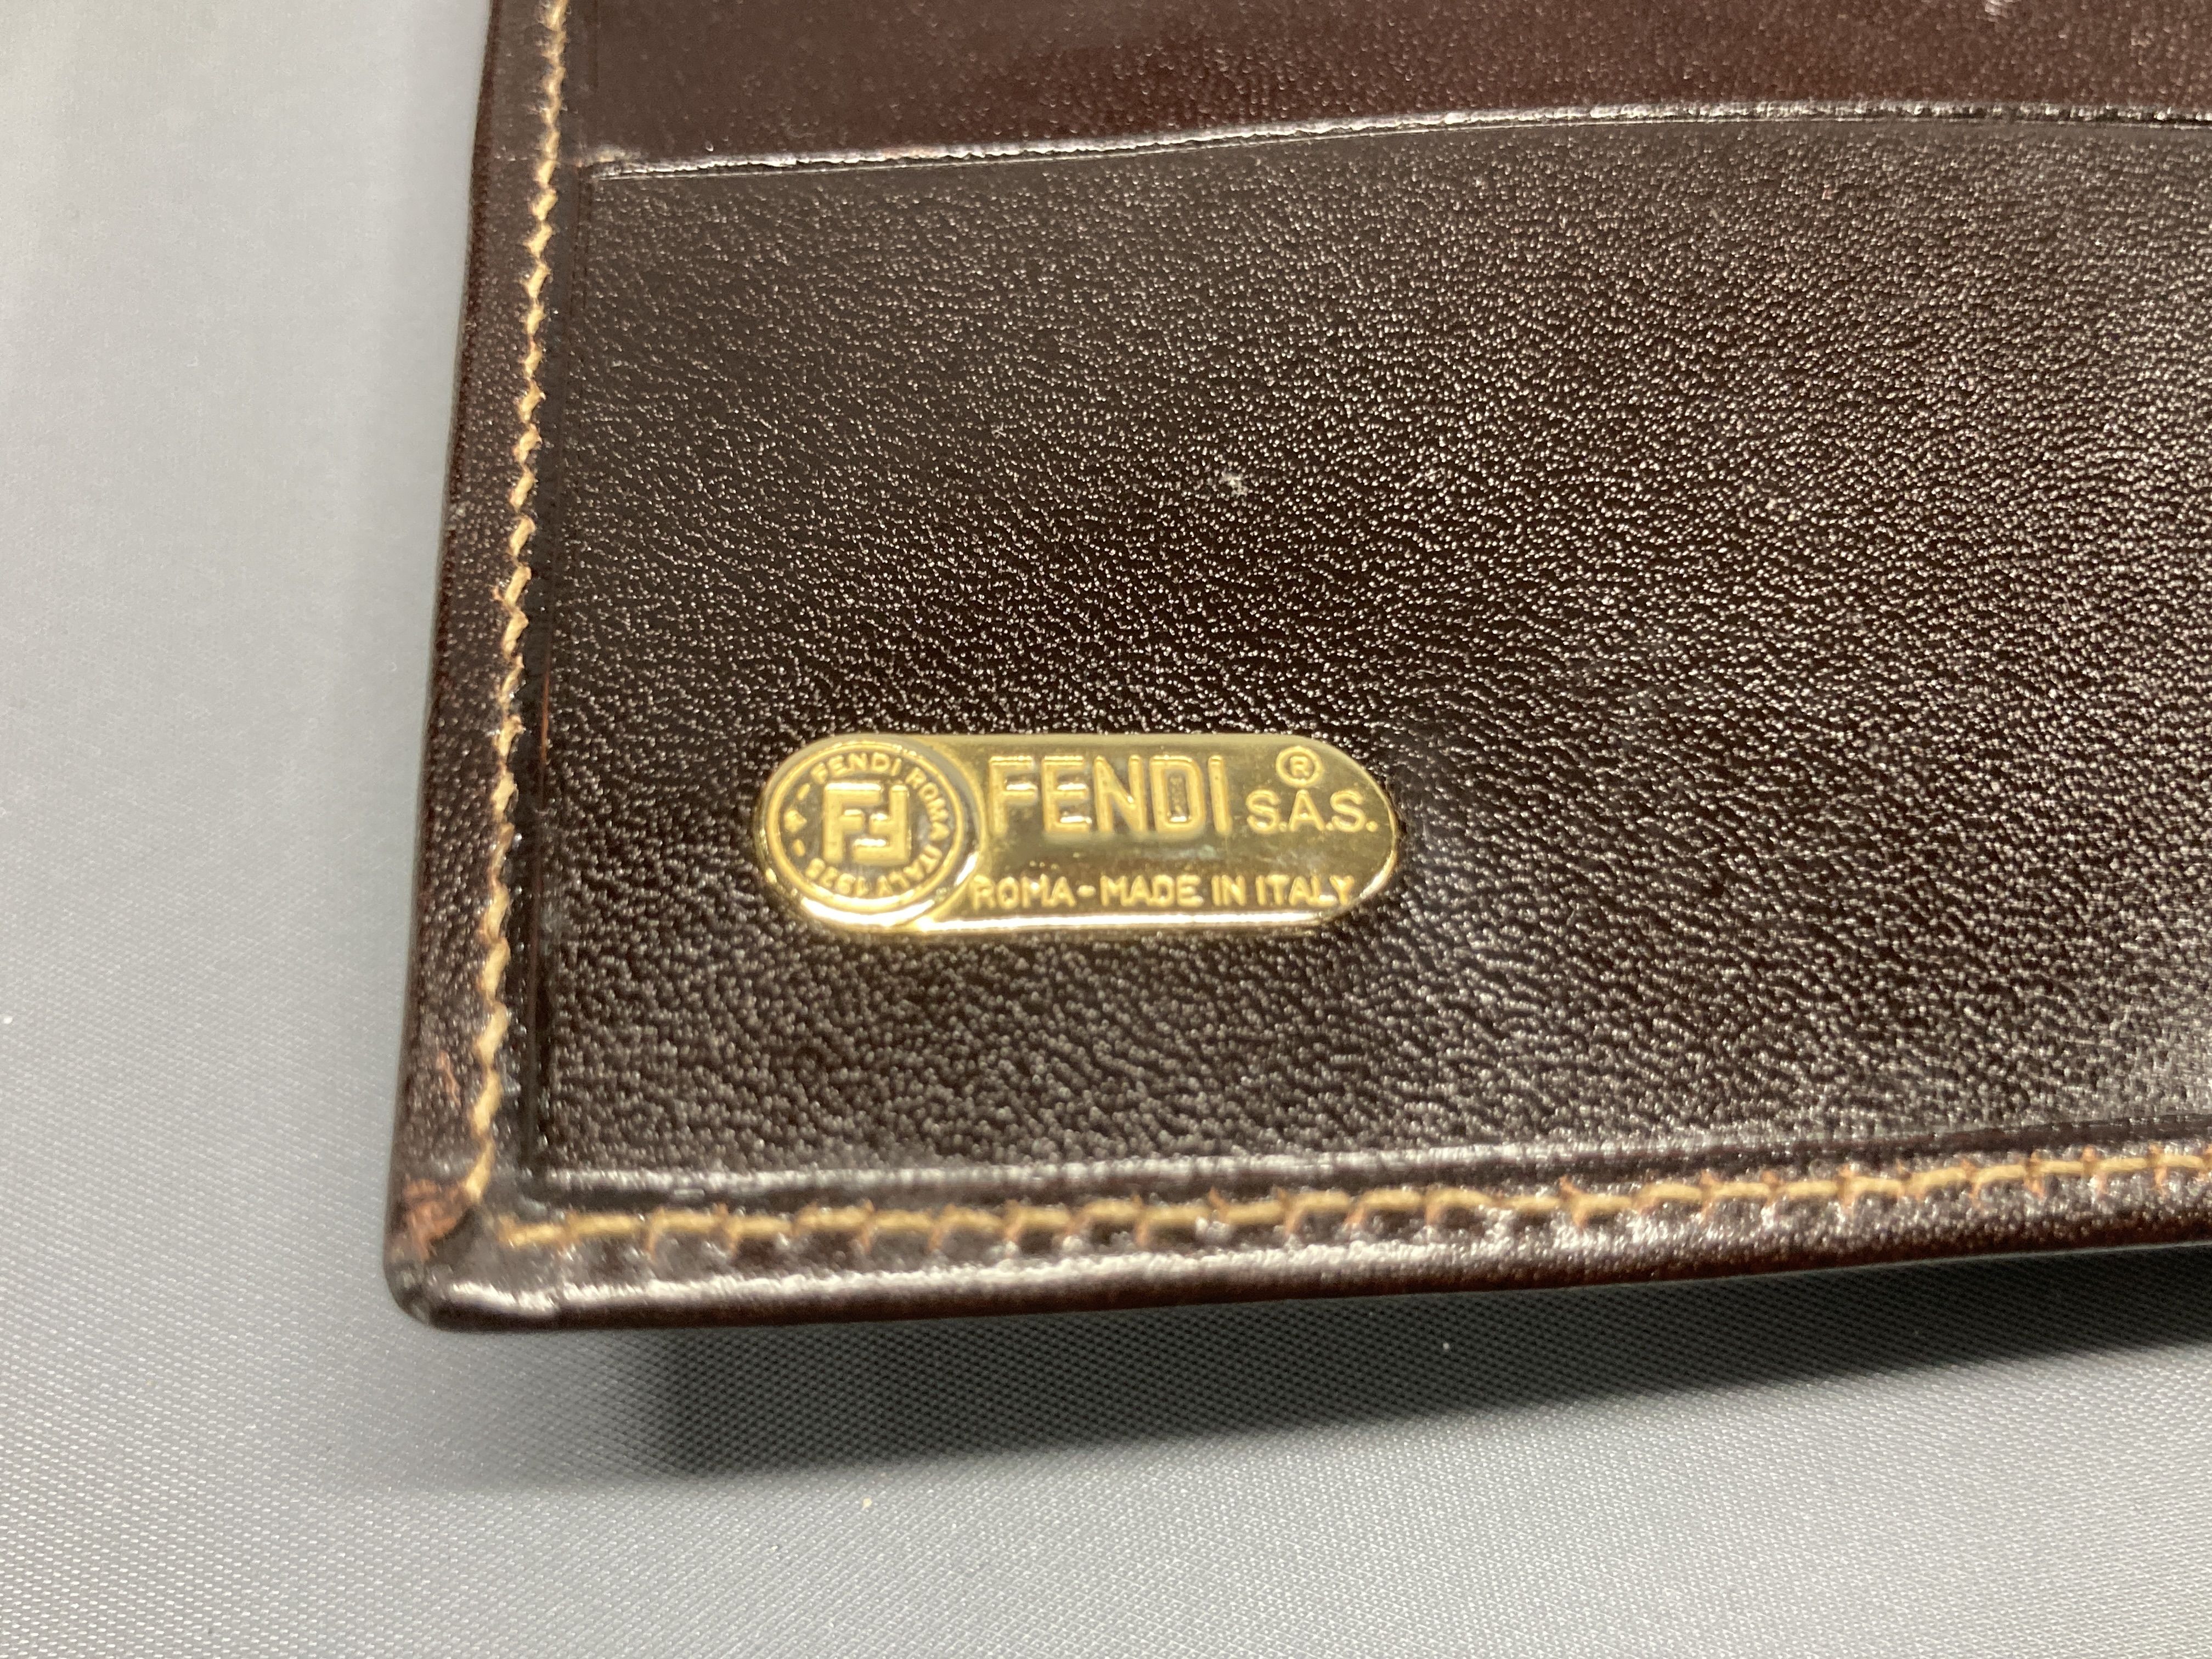 FENDI ROMA ITALY 1925
FF
FENDI ®
S.A.S.
ROMA - MADE IN ITALY